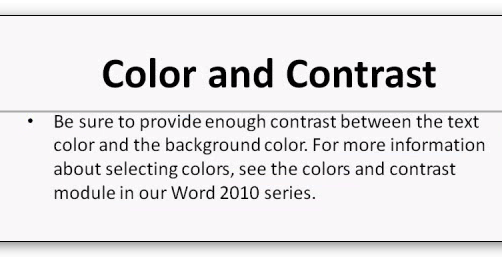 Color and Contrast
• Be sure to provide enough contrast between the text
color and the background color. For more information
about selecting colors, see the colors and contrast
module in our Word 2010 series.